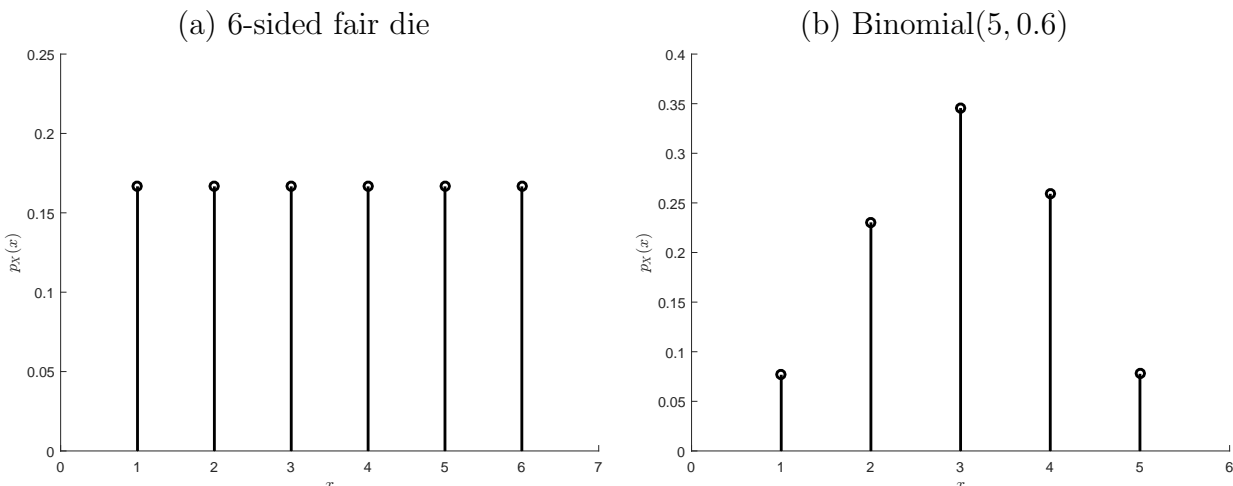 (a) 6-sided fair die
0.25
0.2
0.15
0.1
0.05
0
p_X(x)
0 1 2 3 4 5 6 7
x
(b) Binomial(5, 0.6)
0.4
0.35
0.3
0.25
0.2
0.15
0.1
0.05
0
p_X(x)
0 1 2 3 4 5 6
x